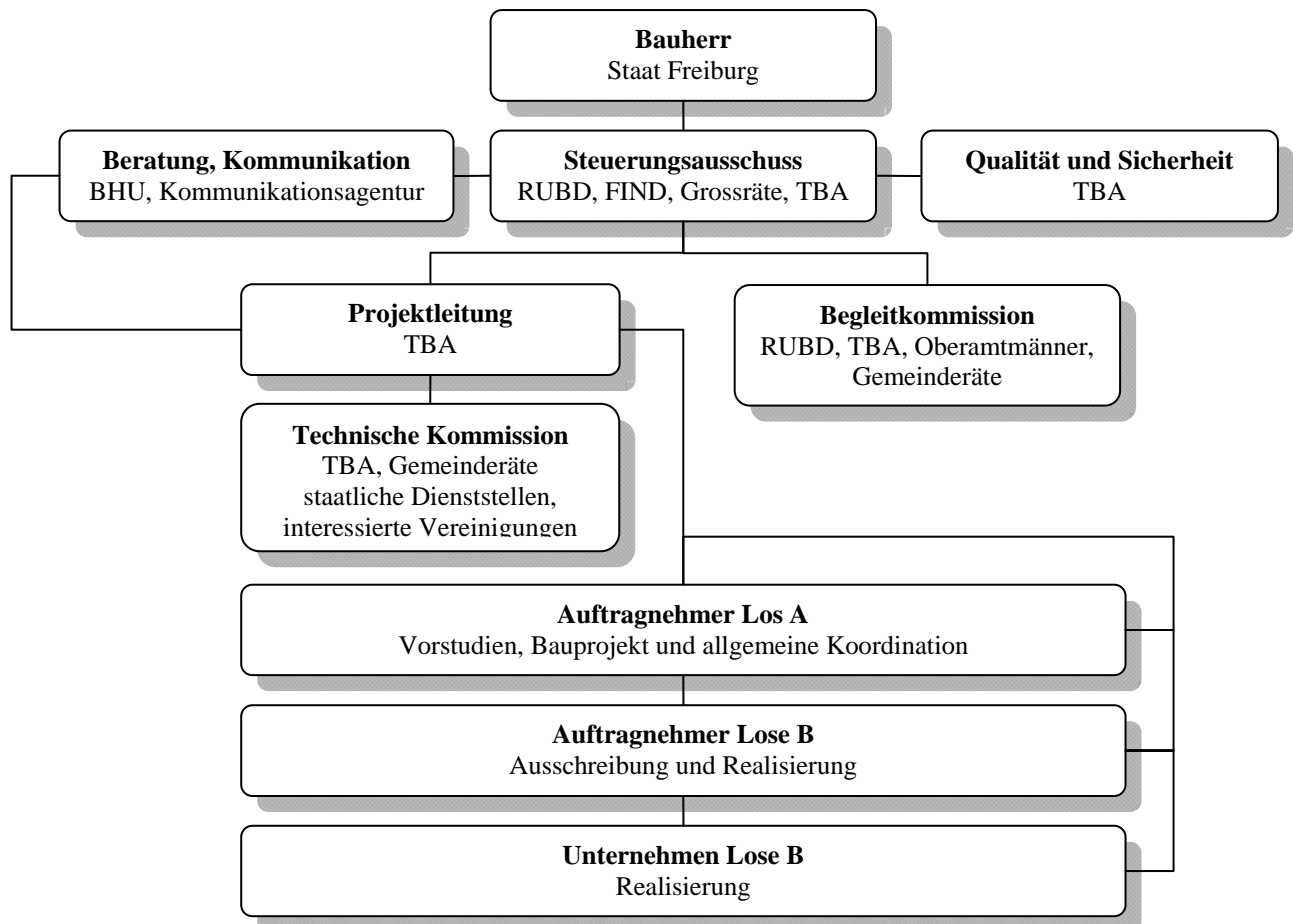 Bauherr
Staat Freiburg
Beratung, Kommunikation
BHU, Kommunikationsagentur
Steuerungsausschuss
RUBD, FIND, Grossräte, TBA
Qualität und Sicherheit
TBA
Projektleitung
TBA
Begleitkommission
RUBD, TBA, Oberamtmänner,
Gemeinderäte
Technische Kommission
TBA, Gemeinderäte
staatliche Dienststellen,
interessierte Vereinigungen
Auftragnehmer Los A
Vorstudien, Bauprojekt und allgemeine Koordination
Auftragnehmer Lose B
Ausschreibung und Realisierung
Unternehmen Lose B
Realisierung